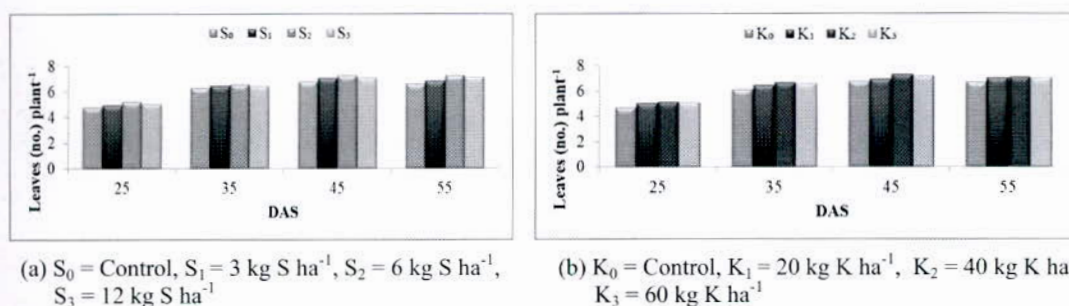 S₀ S₁ S₂ S₃
Leaves (no.) plant⁻¹
8
6
4
2
0
25 35 45 55
DAS
(a) S₀ = Control, S₁ = 3 kg S ha⁻¹, S₂ = 6 kg S ha⁻¹,
S₃ = 12 kg S ha⁻¹
K₀ K₁ K₂ K₃
Leaves (no.) plant⁻¹
8
6
4
2
0
25 35 45 55
DAS
(b) K₀ = Control, K₁ = 20 kg K ha⁻¹, K₂ = 40 kg K ha
K₃ = 60 kg K ha⁻¹